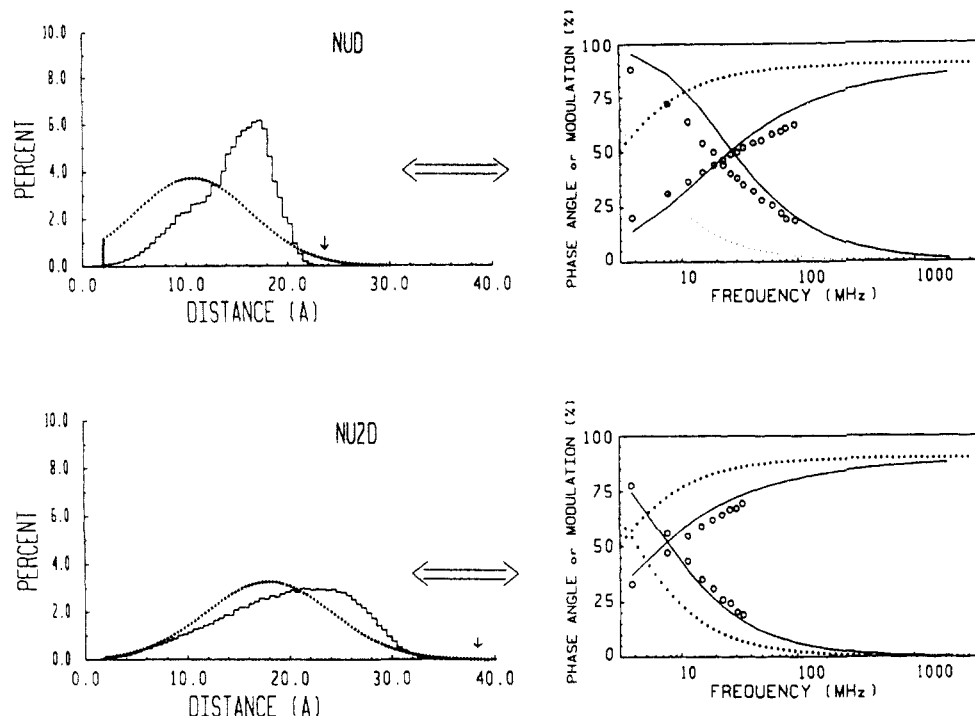 NUD
PERCENT
10.0
8.0
6.0
4.0
2.0
0.0
0.0 10.0 20.0 30.0 40.0
DISTANCE (A)
PHASE ANGLE or MODULATION (%)
100
75
50
25
0
10 100 1000
FREQUENCY (MHz)
NU2D
PERCENT
10.0
8.0
6.0
4.0
2.0
0.0
0.0 10.0 20.0 30.0 40.0
DISTANCE (A)
PHASE ANGLE or MODULATION (%)
100
75
50
25
0
10 100 1000
FREQUENCY (MHz)